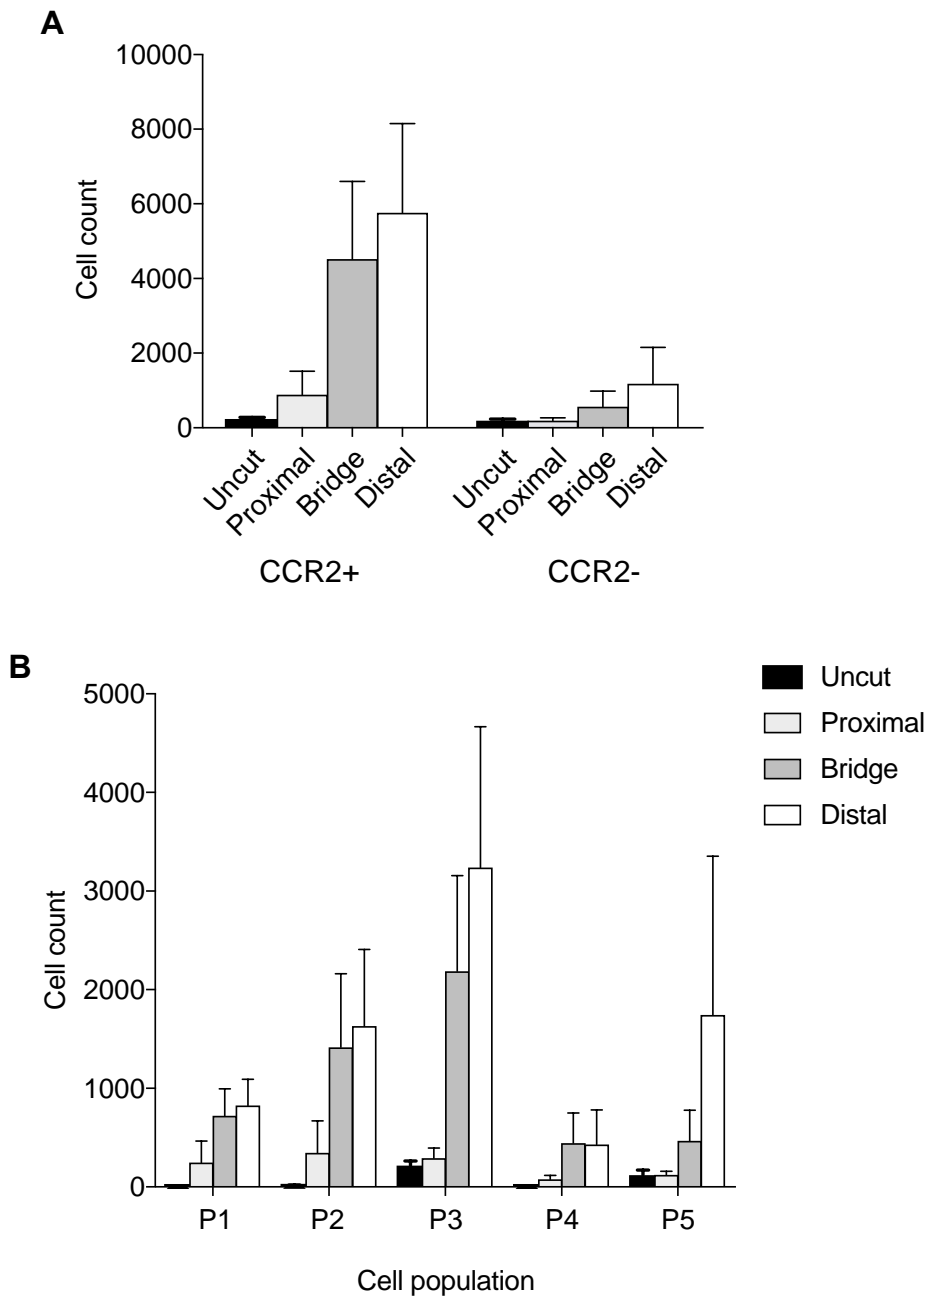 A
10000
8000
6000
4000
2000
0
Cell count
Uncut
Proximal
Bridge
Distal
Uncut
Proximal
Bridge
Distal
CCR2+
CCR2-
B
5000
4000
3000
2000
1000
0
Cell count
P1
P2
P3
P4
P5
Cell population
Uncut
Proximal
Bridge
Distal